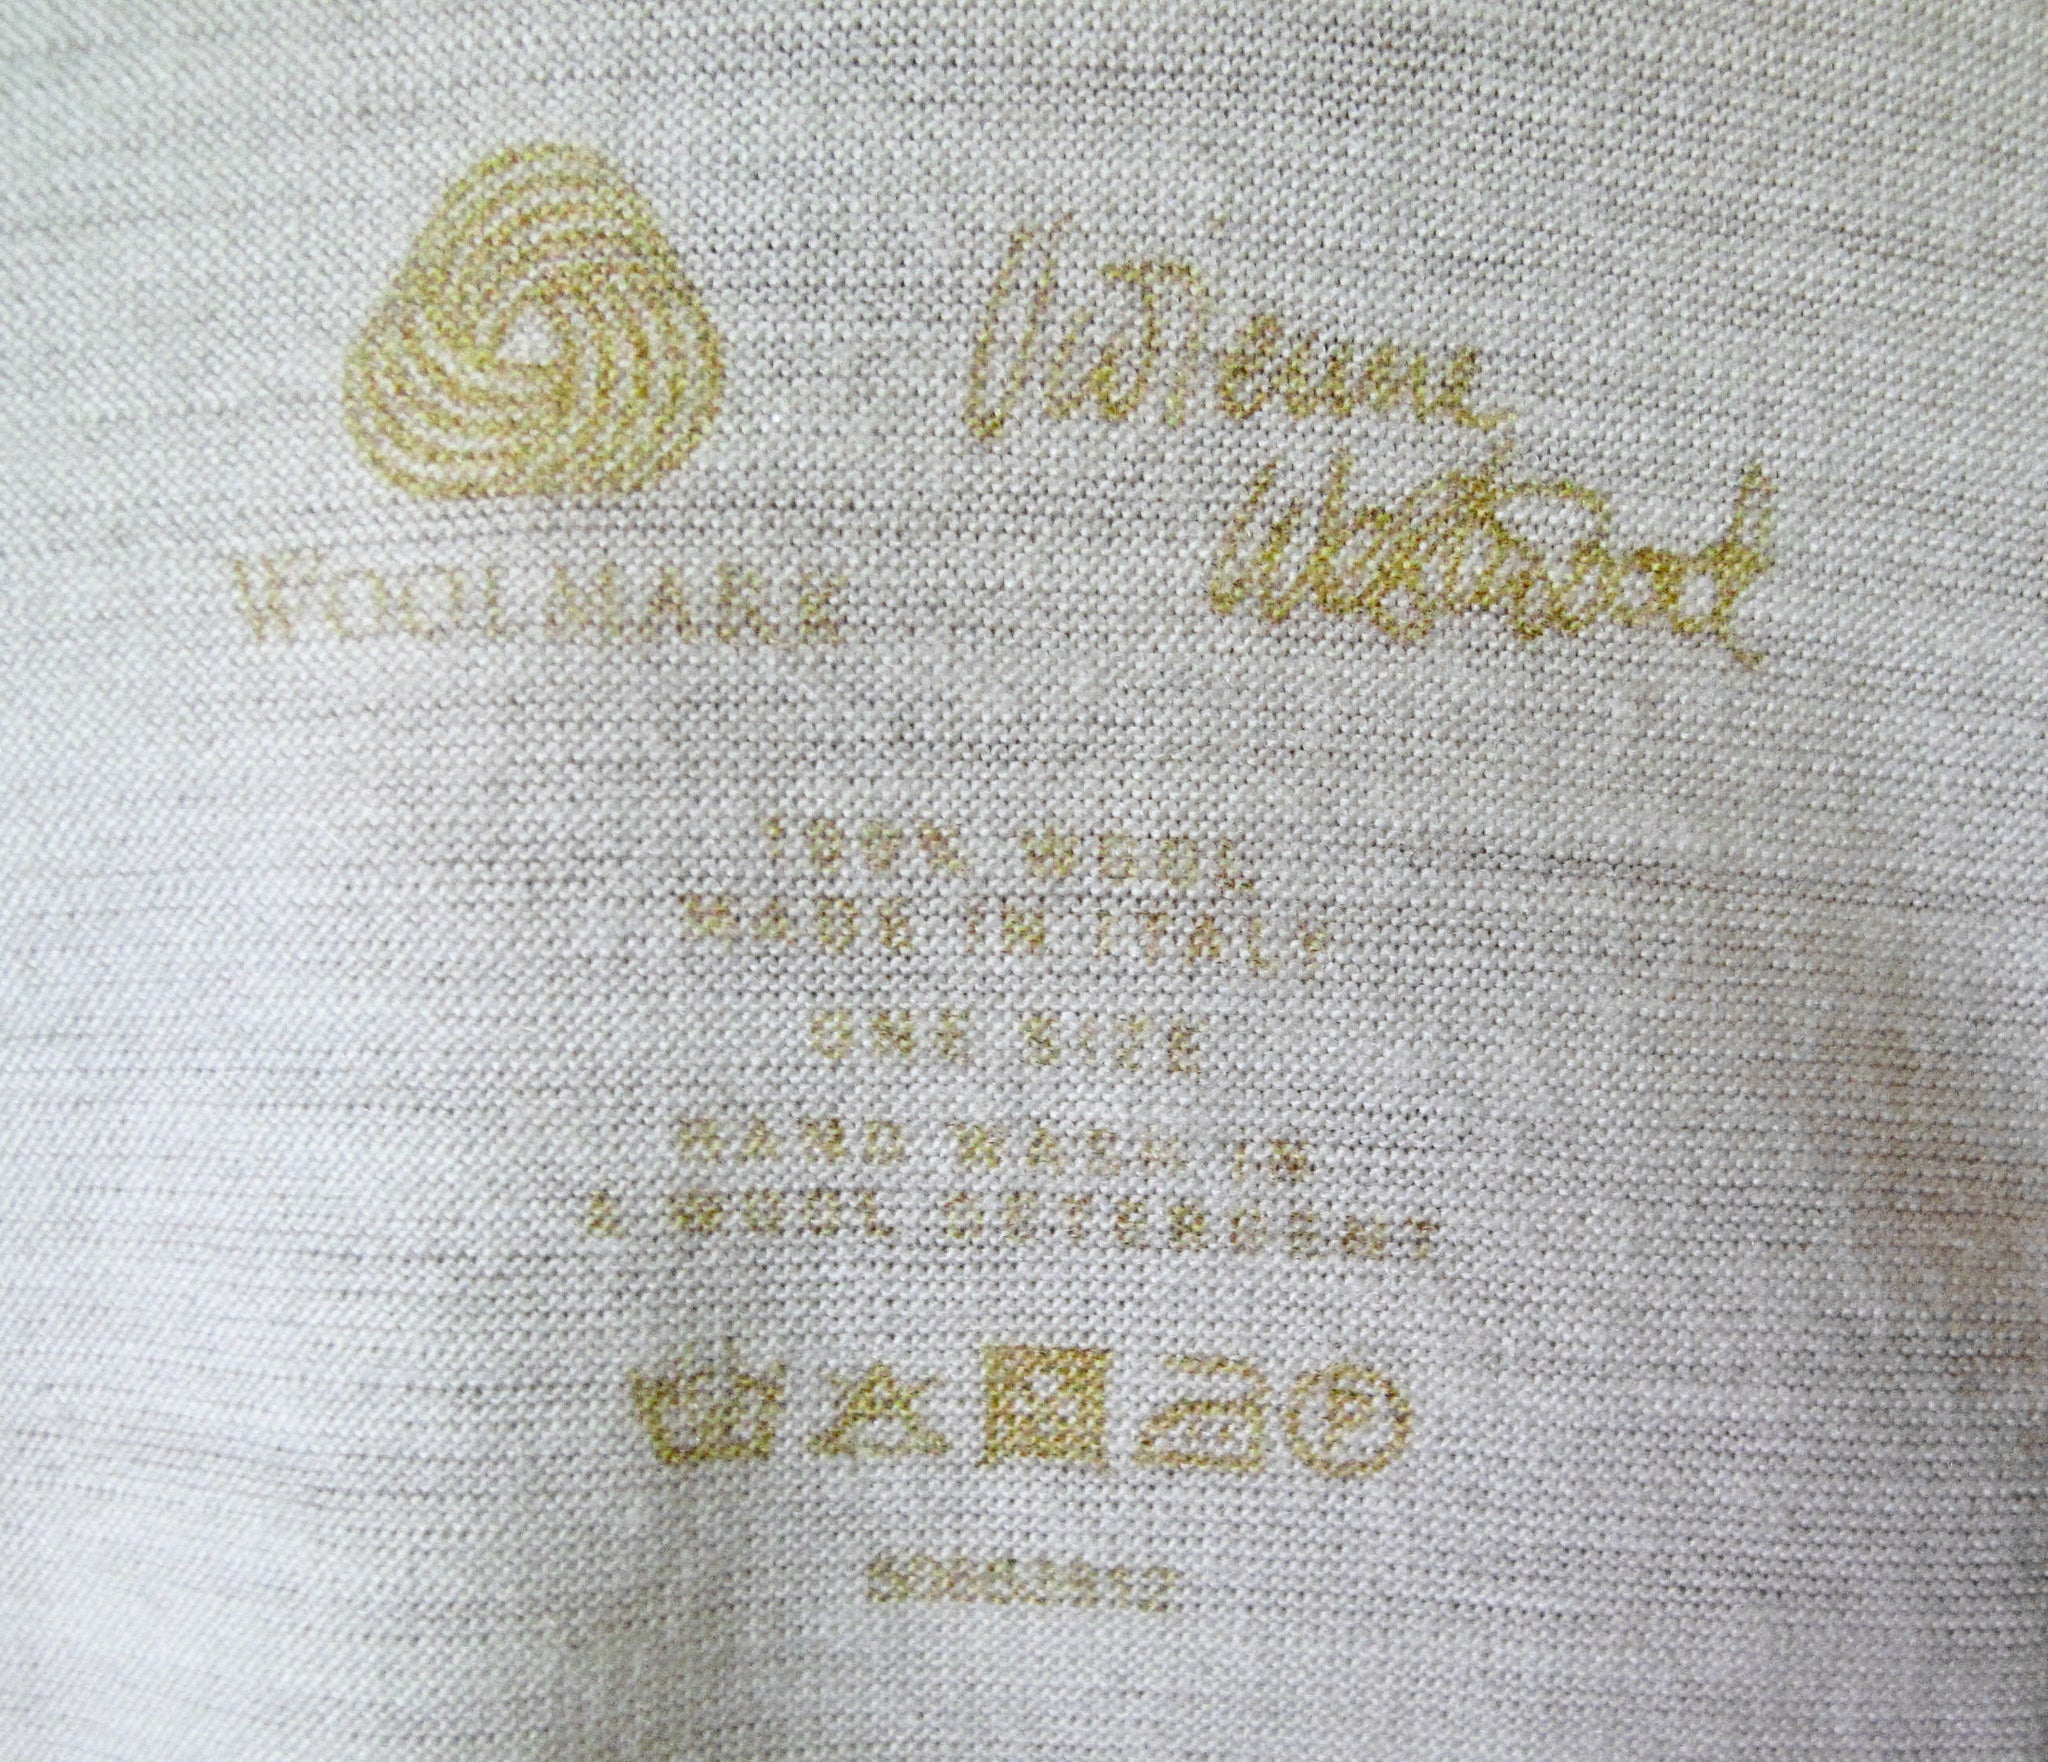 WOOLMARK
Vivienne
Westwood
100% WOOL
MADE IN ITALY
ONE SIZE
HAND WASH IN
A WOOL DETERGENT
P